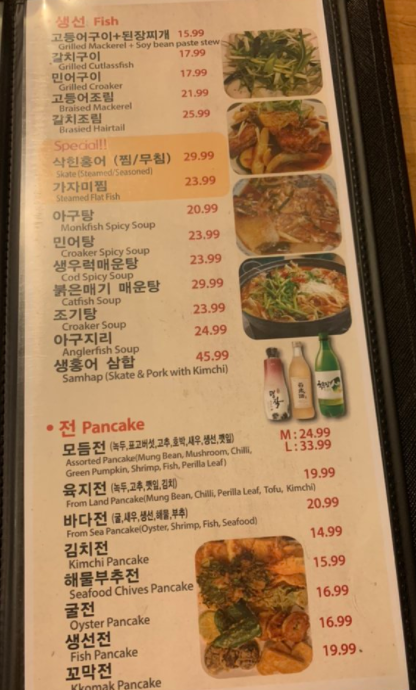 생선 Fish
고등어구이+된장찌개 15.99
Grilled Mackerel + Soy bean paste stew
갈치구이 17.99
Grilled Cutlassfish
민어구이 17.99
Grilled Croaker
고등어조림 21.99
Braised Mackerel
갈치조림 25.99
Brasied Hairtail
Special!!
삭힌홍어 (찜/무침) 29.99
Skate (Steamed/Seasoned)
가자미찜 23.99
Steamed Flat Fish
아구탕 20.99
Monkfish Spicy Soup
민어탕 23.99
Croaker Spicy Soup
생우럭매운탕 23.99
Cod Spicy Soup
붉은메기 매운탕 29.99
Catfish Soup
조기탕 23.99
Croaker Soup
아구지리 24.99
Anglerfish Soup
생홍어 삼합 45.99
Samhap (Skate & Pork with Kimchi)
• 전 Pancake
모듬전 (녹두,표고버섯,고추,호박,새우,생선,깻잎) M : 24.99
Assorted Pancake(Mung Bean, Mushroom, Chilli, L : 33.99
Green Pumpkin, Shrimp, Fish, Perilla Leaf)
육지전 (녹두,고추,깻잎,김치) 19.99
From Land Pancake(Mung Bean, Chilli, Perilla Leaf, Tofu, Kimchi)
바다전 (굴,새우,생선,해물,부추) 20.99
From Sea Pancake(Oyster, Shrimp, Fish, Seafood)
김치전 14.99
Kimchi Pancake
해물부추전 15.99
Seafood Chives Pancake
굴전 16.99
Oyster Pancake
생선전 16.99
Fish Pancake
꼬막전 19.99
Kkomak Pancake